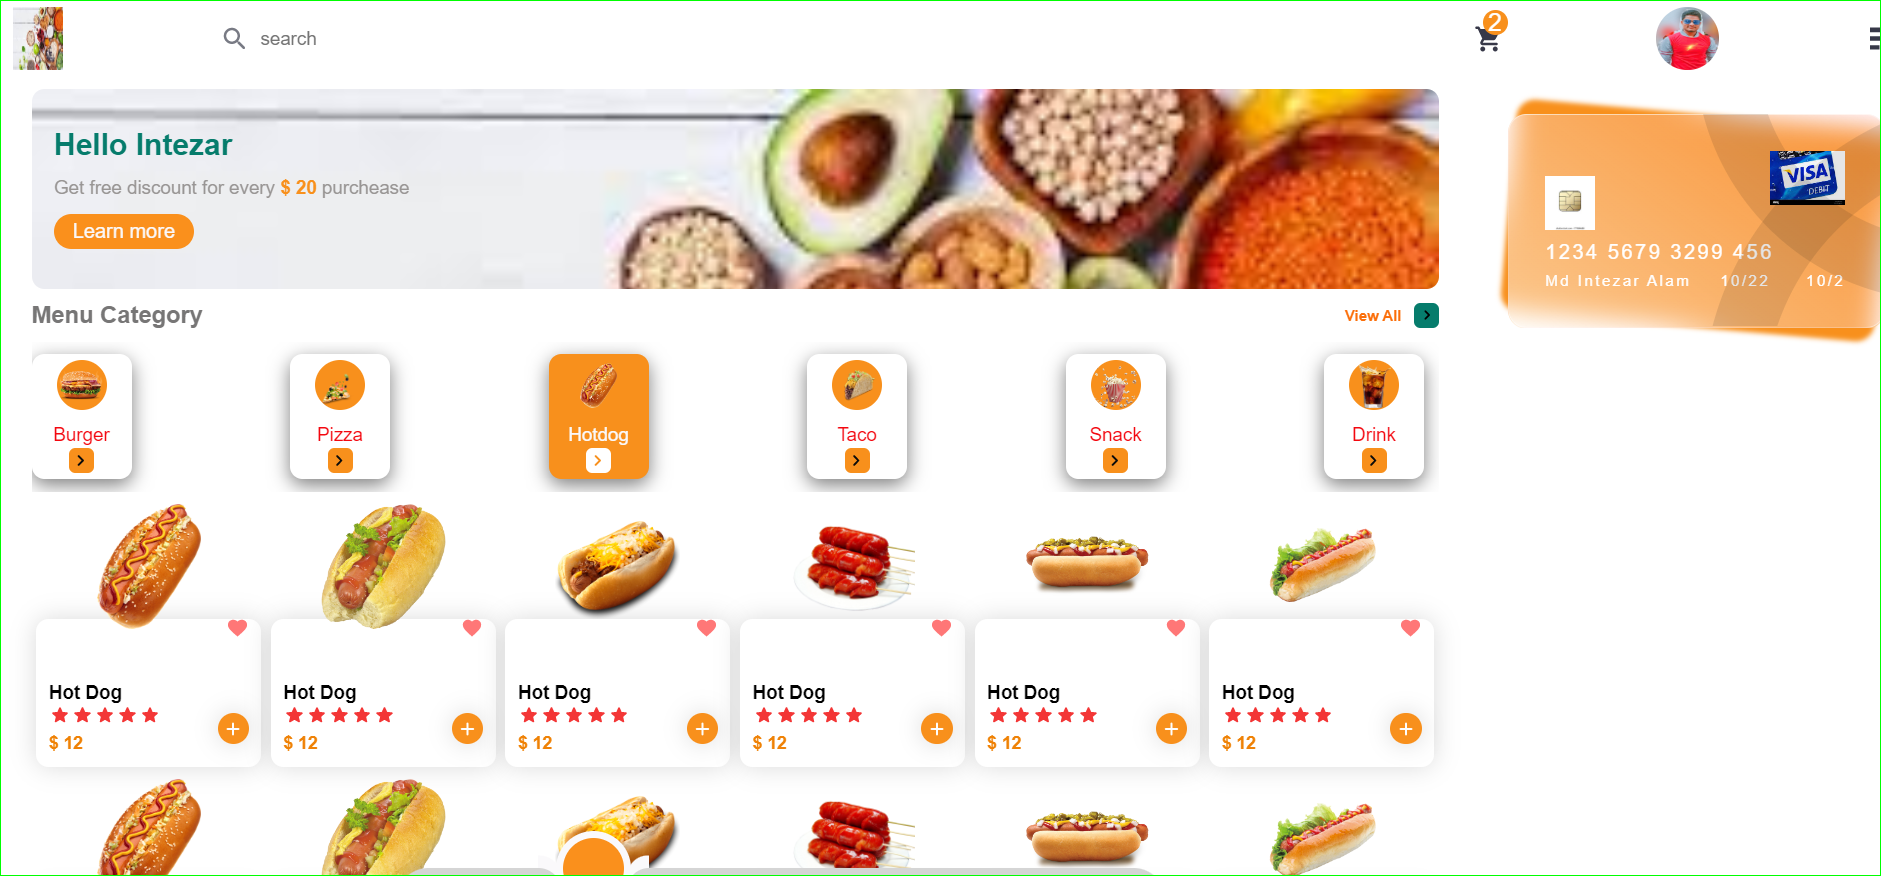 search
2
Hello Intezar
Get free discount for every $ 20 purchease
Learn more
VISA
DEBIT
1234 5679 3299 456
Md Intezar Alam 10/22 10/2
Menu Category
View All
Burger
Pizza
Hotdog
Taco
Snack
Drink
Hot Dog
$ 12
Hot Dog
$ 12
Hot Dog
$ 12
Hot Dog
$ 12
Hot Dog
$ 12
Hot Dog
$ 12